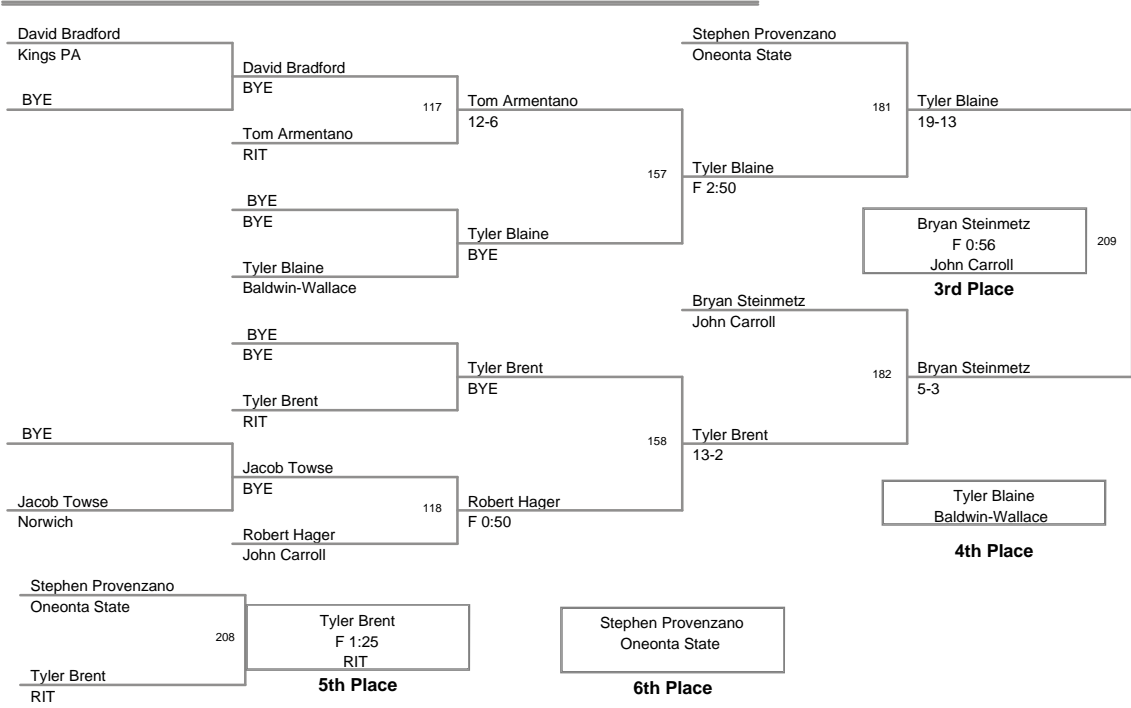 David Bradford
Kings PA
BYE
David Bradford
BYE
117
Tom Armentano
RIT
Tom Armentano
12-6
BYE
BYE
Tyler Blaine
Baldwin-Wallace
Tyler Blaine
BYE
157
Tyler Blaine
F 2:50
Stephen Provenzano
Oneonta State
181
Tyler Blaine
19-13
Bryan Steinmetz
F 0:56
John Carroll
209
3rd Place
BYE
BYE
Tyler Brent
RIT
Tyler Brent
BYE
BYE
Jacob Towse
Norwich
Jacob Towse
BYE
118
Robert Hager
John Carroll
Robert Hager
F 0:50
158
Tyler Brent
13-2
Bryan Steinmetz
John Carroll
182
Bryan Steinmetz
5-3
Tyler Blaine
Baldwin-Wallace
4th Place
Stephen Provenzano
Oneonta State
208
Tyler Brent
RIT
Tyler Brent
F 1:25
RIT
5th Place
Stephen Provenzano
Oneonta State
6th Place